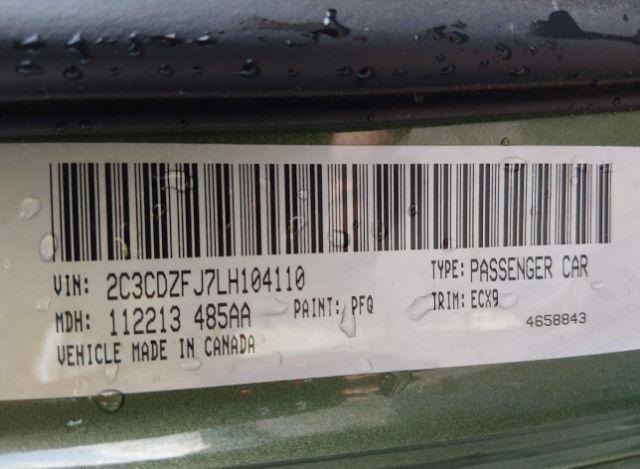 VIN: 2C3CDZFJ7LH104110 TYPE: PASSENGER CAR
MDH: 112213 485AA PAINT: PFQ TRIM: ECX9
VEHICLE MADE IN CANADA 4658843